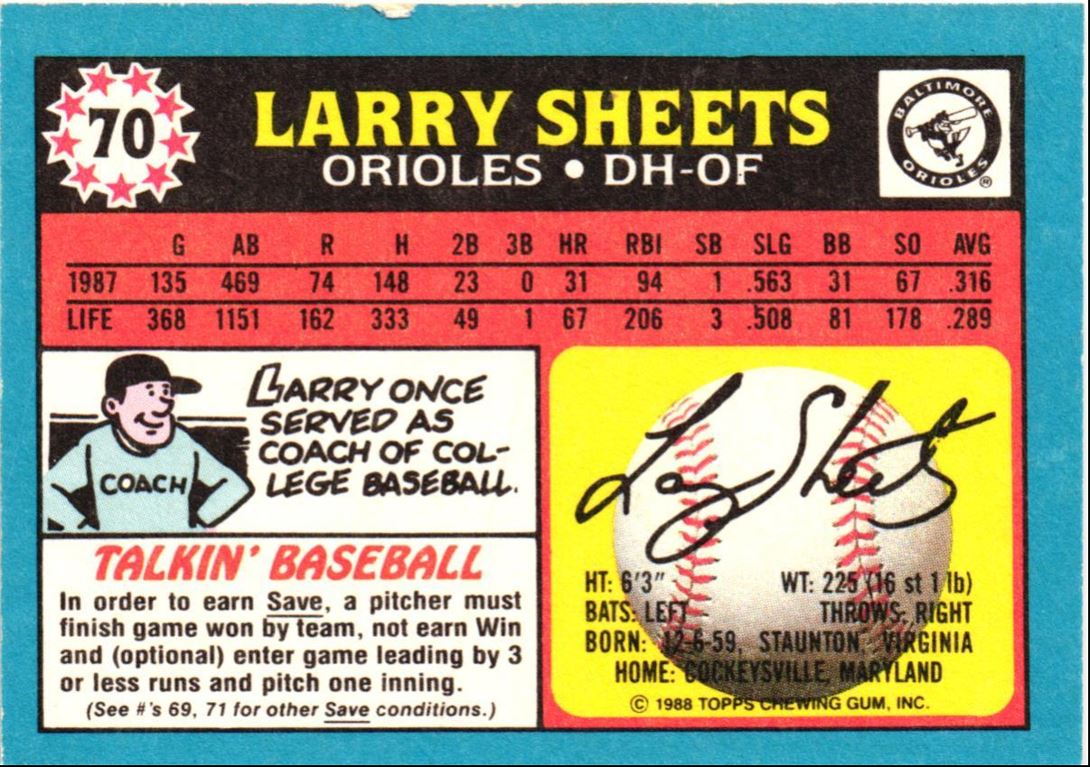 70
LARRY SHEETS
ORIOLES • DH-OF
BALTIMORE
ORIOLES ®
G AB R H 2B 3B HR RBI SB SLG BB SO AVG
1987 135 469 74 148 23 0 31 94 1 .563 31 67 .316
LIFE 368 1151 162 333 49 1 67 206 3 .508 81 178 .289
LARRY ONCE
SERVED AS
COACH OF COL-
LEGE BASEBALL.
COACH
TALKIN' BASEBALL
In order to earn Save, a pitcher must
finish game won by team, not earn Win
and (optional) enter game leading by 3
or less runs and pitch one inning.
(See #'s 69, 71 for other Save conditions.)
Larry Sheets
HT: 6'3" WT: 225 (16 st 1 lb)
BATS: LEFT THROWS: RIGHT
BORN: 12-6-59, STAUNTON, VIRGINIA
HOME: COCKEYSVILLE, MARYLAND
© 1988 TOPPS CHEWING GUM, INC.